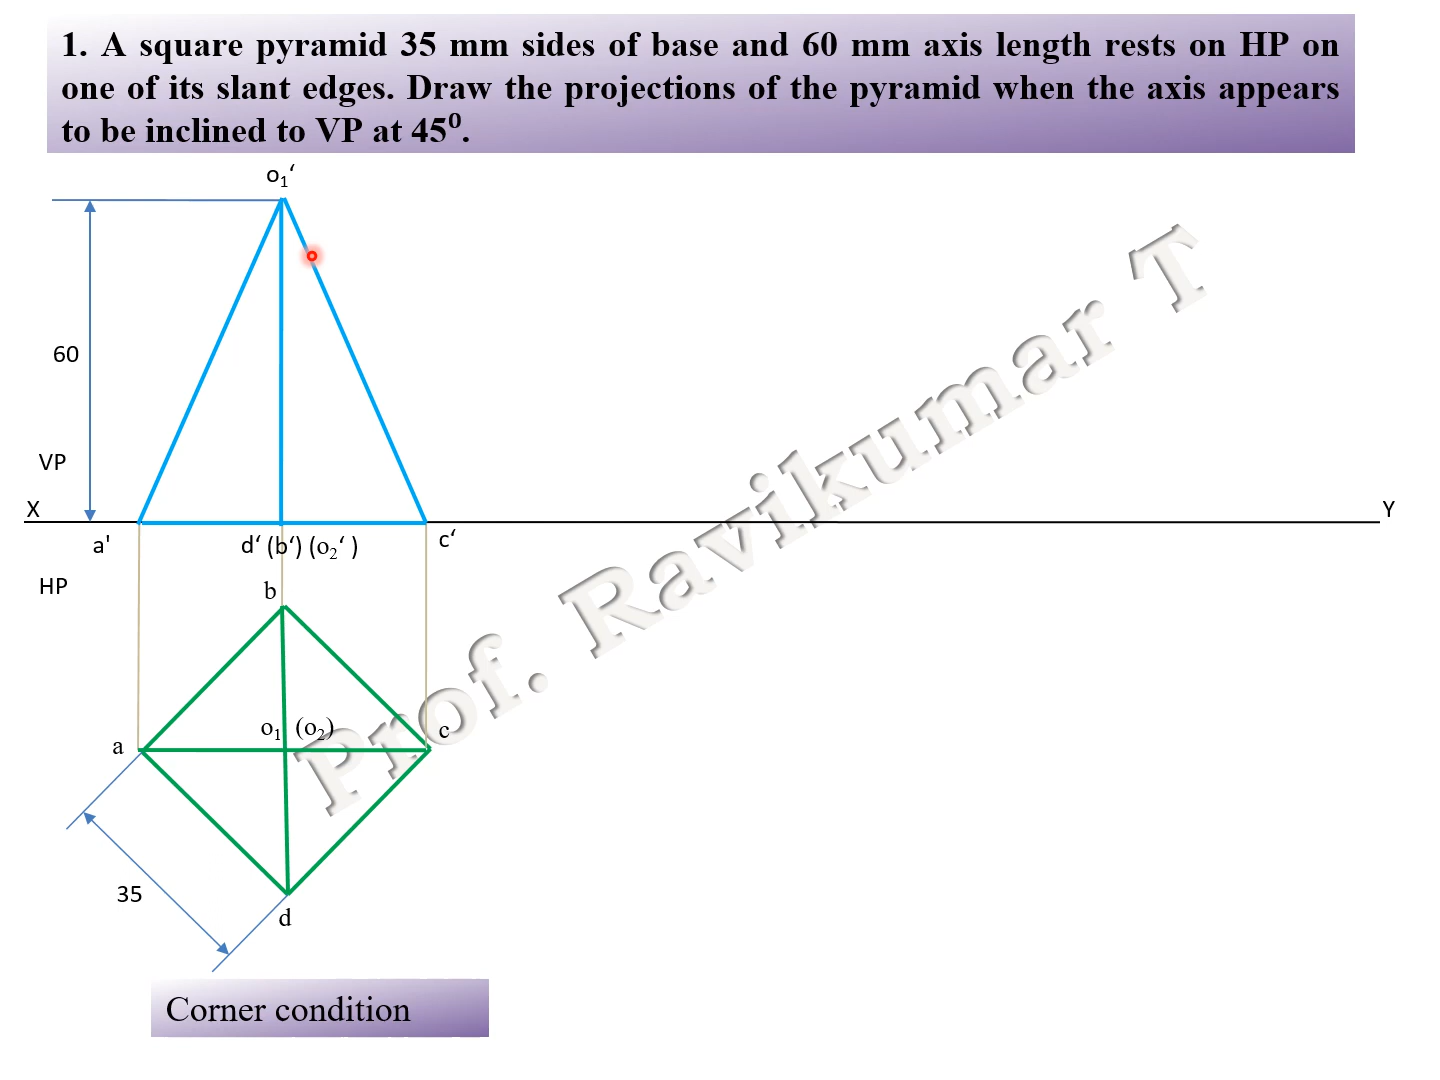 1. A square pyramid 35 mm sides of base and 60 mm axis length rests on HP on
one of its slant edges. Draw the projections of the pyramid when the axis appears
to be inclined to VP at 45⁰.
o₁‘
60
VP
X
Y
a'
d‘ (b‘) (o₂‘ )
c‘
HP
b
o₁ (o₂)
a
c
35
d
Corner condition
Prof. Ravikumar T